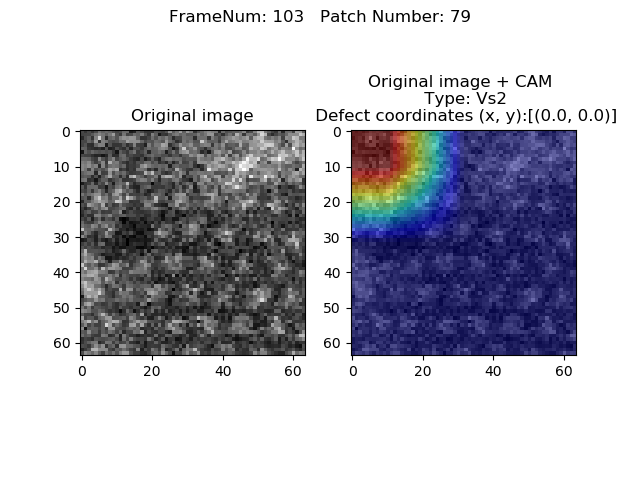 FrameNum: 103   Patch Number: 79
Original image
0
10
20
30
40
50
60
0 20 40 60
Original image + CAM
Type: Vs2
Defect coordinates (x, y):[(0.0, 0.0)]
0
10
20
30
40
50
60
0 20 40 60